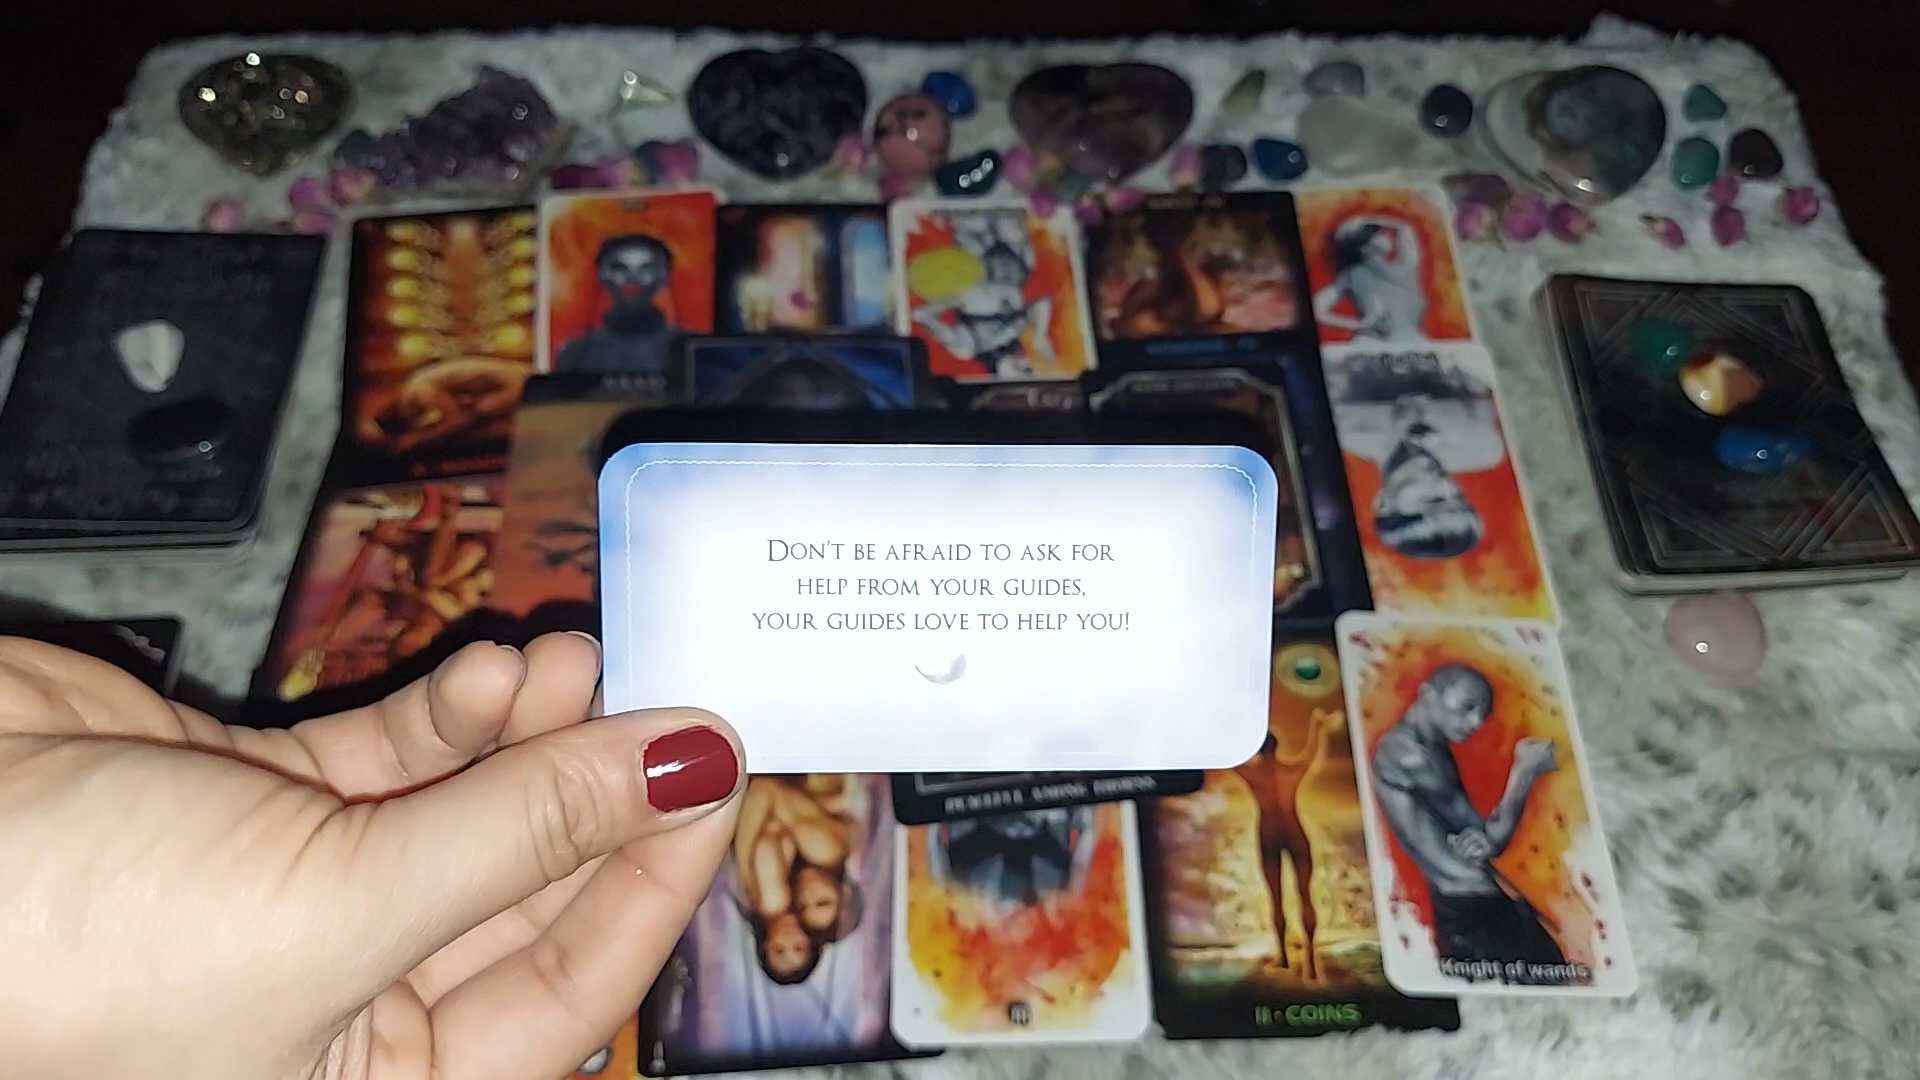 DON'T BE AFRAID TO ASK FOR
HELP FROM YOUR GUIDES,
YOUR GUIDES LOVE TO HELP YOU!
Knight of wands
II · COINS
III